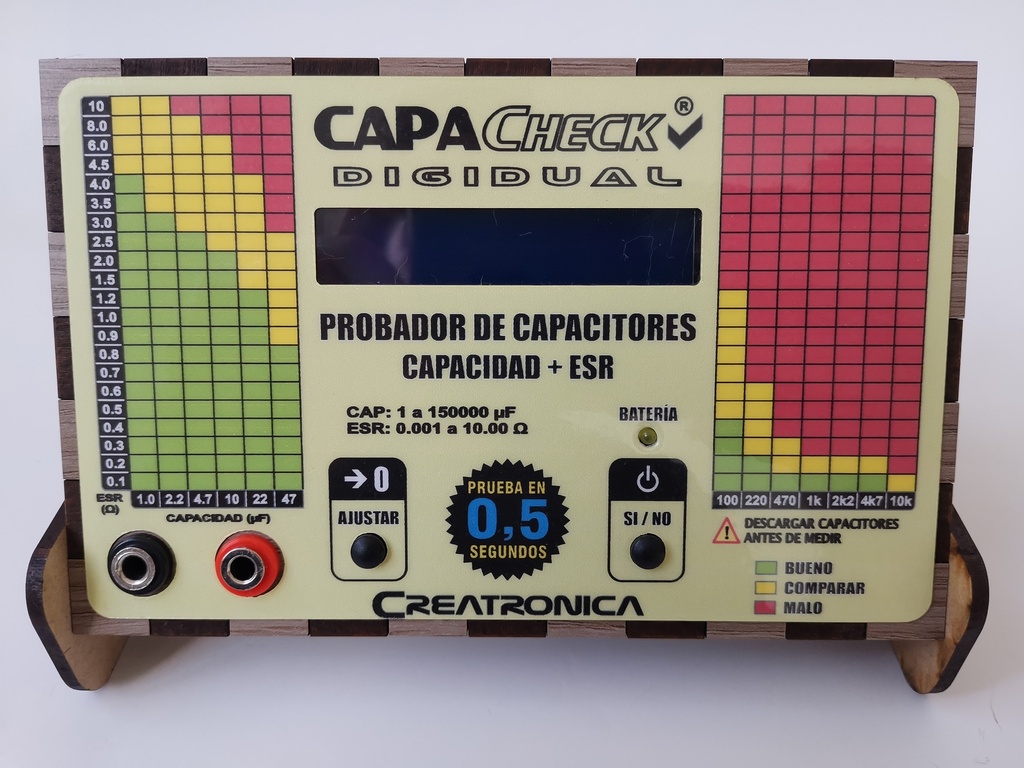 CAPACHECK®
DIGIDUAL
PROBADOR DE CAPACITORES
CAPACIDAD + ESR
CAP: 1 a 150000 µF
ESR: 0.001 a 10.00 Ω
BATERÍA
10
8.0
6.0
4.5
4.0
3.5
3.0
2.5
2.0
1.5
1.2
1.0
0.9
0.8
0.7
0.6
0.5
0.4
0.3
0.2
0.1
ESR (Ω)
1.0 2.2 4.7 10 22 47
CAPACIDAD (µF)
100 220 470 1k 2k2 4k7 10k
→0
AJUSTAR
PRUEBA EN
0,5
SEGUNDOS
SI / NO
DESCARGAR CAPACITORES
ANTES DE MEDIR
BUENO
COMPARAR
MALO
CREATRONICA